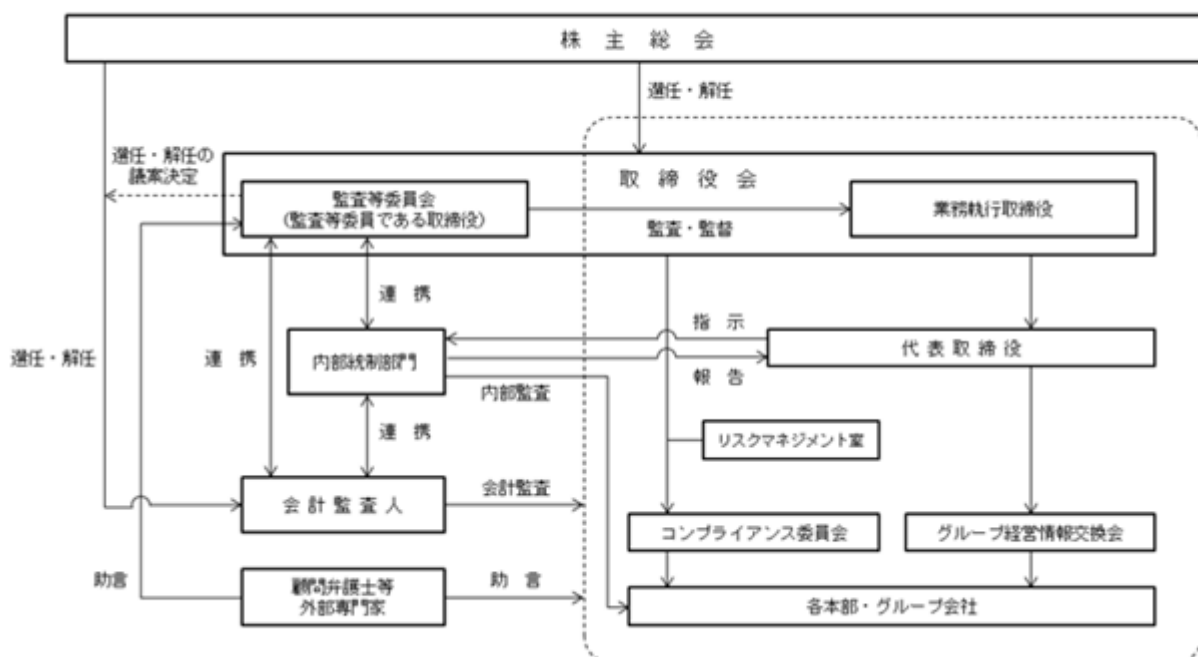 株主総会
選任・解任
選任・解任の
議案決定
取締役会
監査等委員会
(監査等委員である取締役)
業務執行取締役
監査・監督
連携
指示
選任・解任
連携
内部統制部門
代表取締役
報告
内部監査
連携
リスクマネジメント室
会計監査人
会計監査
コンプライアンス委員会
グループ経営情報交換会
助言
顧問弁護士等
外部専門家
助言
各本部・グループ会社